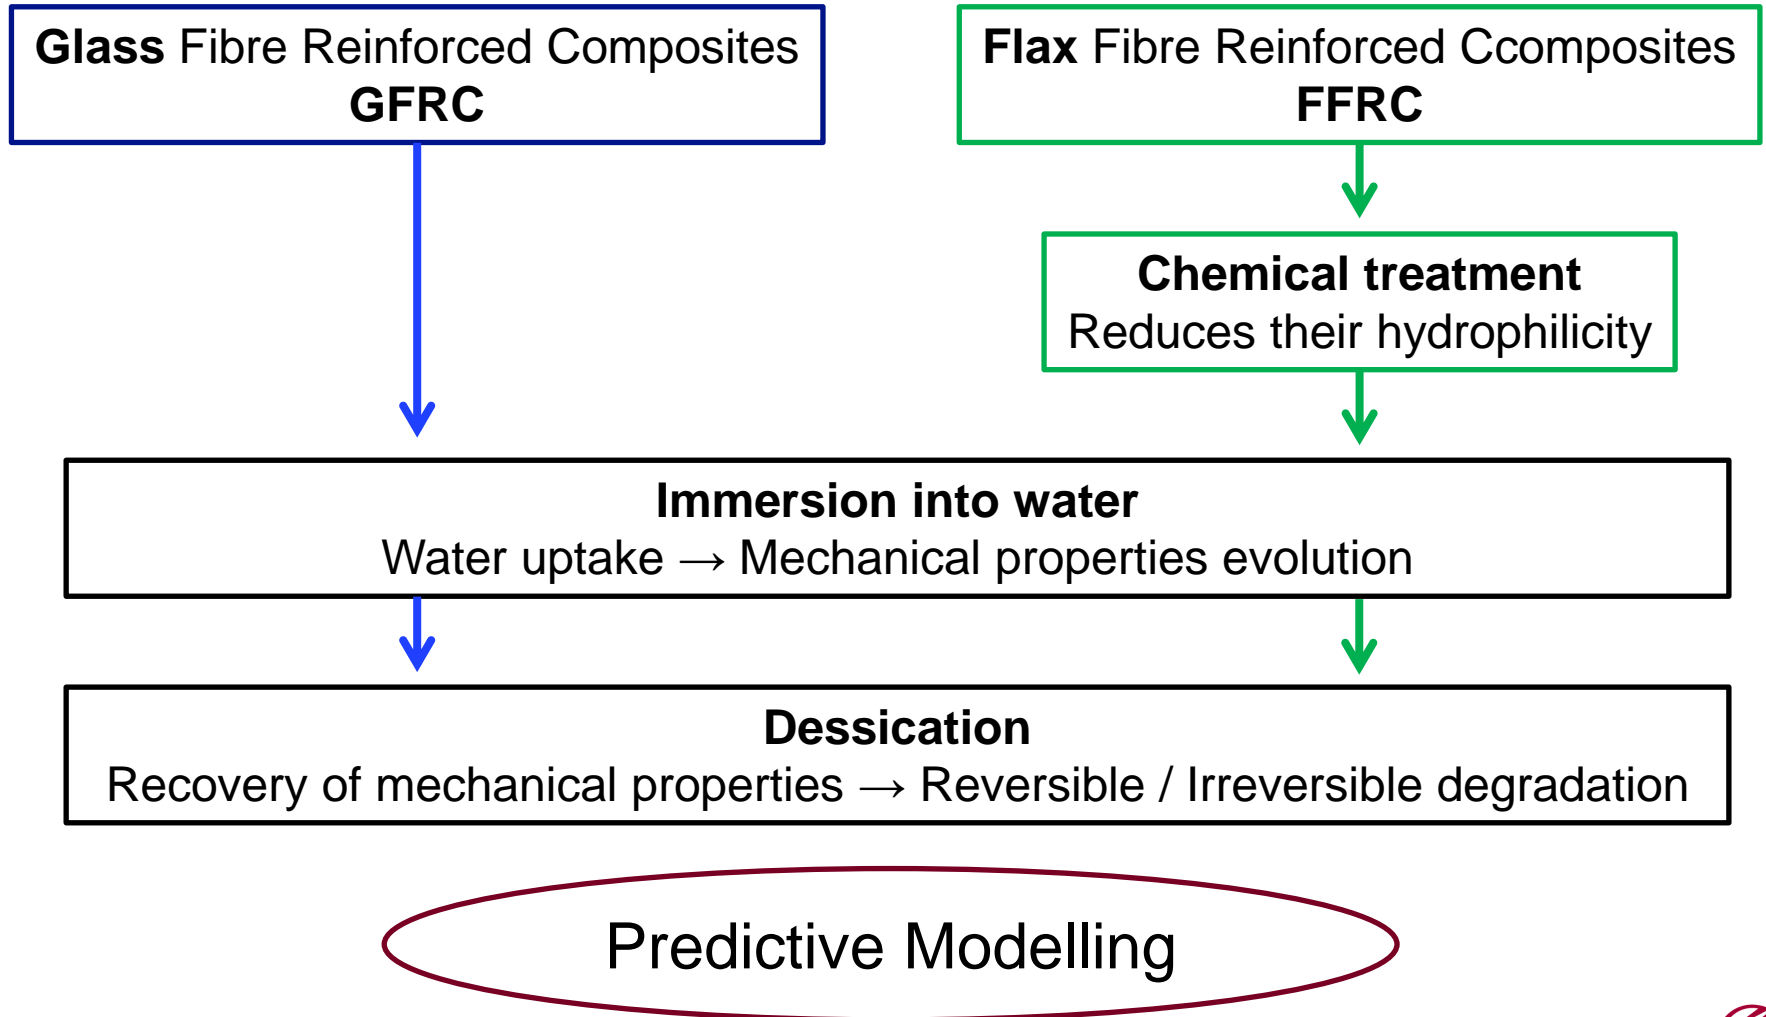 Glass Fibre Reinforced Composites
GFRC
Flax Fibre Reinforced Ccomposites
FFRC
Chemical treatment
Reduces their hydrophilicity
Immersion into water
Water uptake → Mechanical properties evolution
Dessication
Recovery of mechanical properties → Reversible / Irreversible degradation
Predictive Modelling